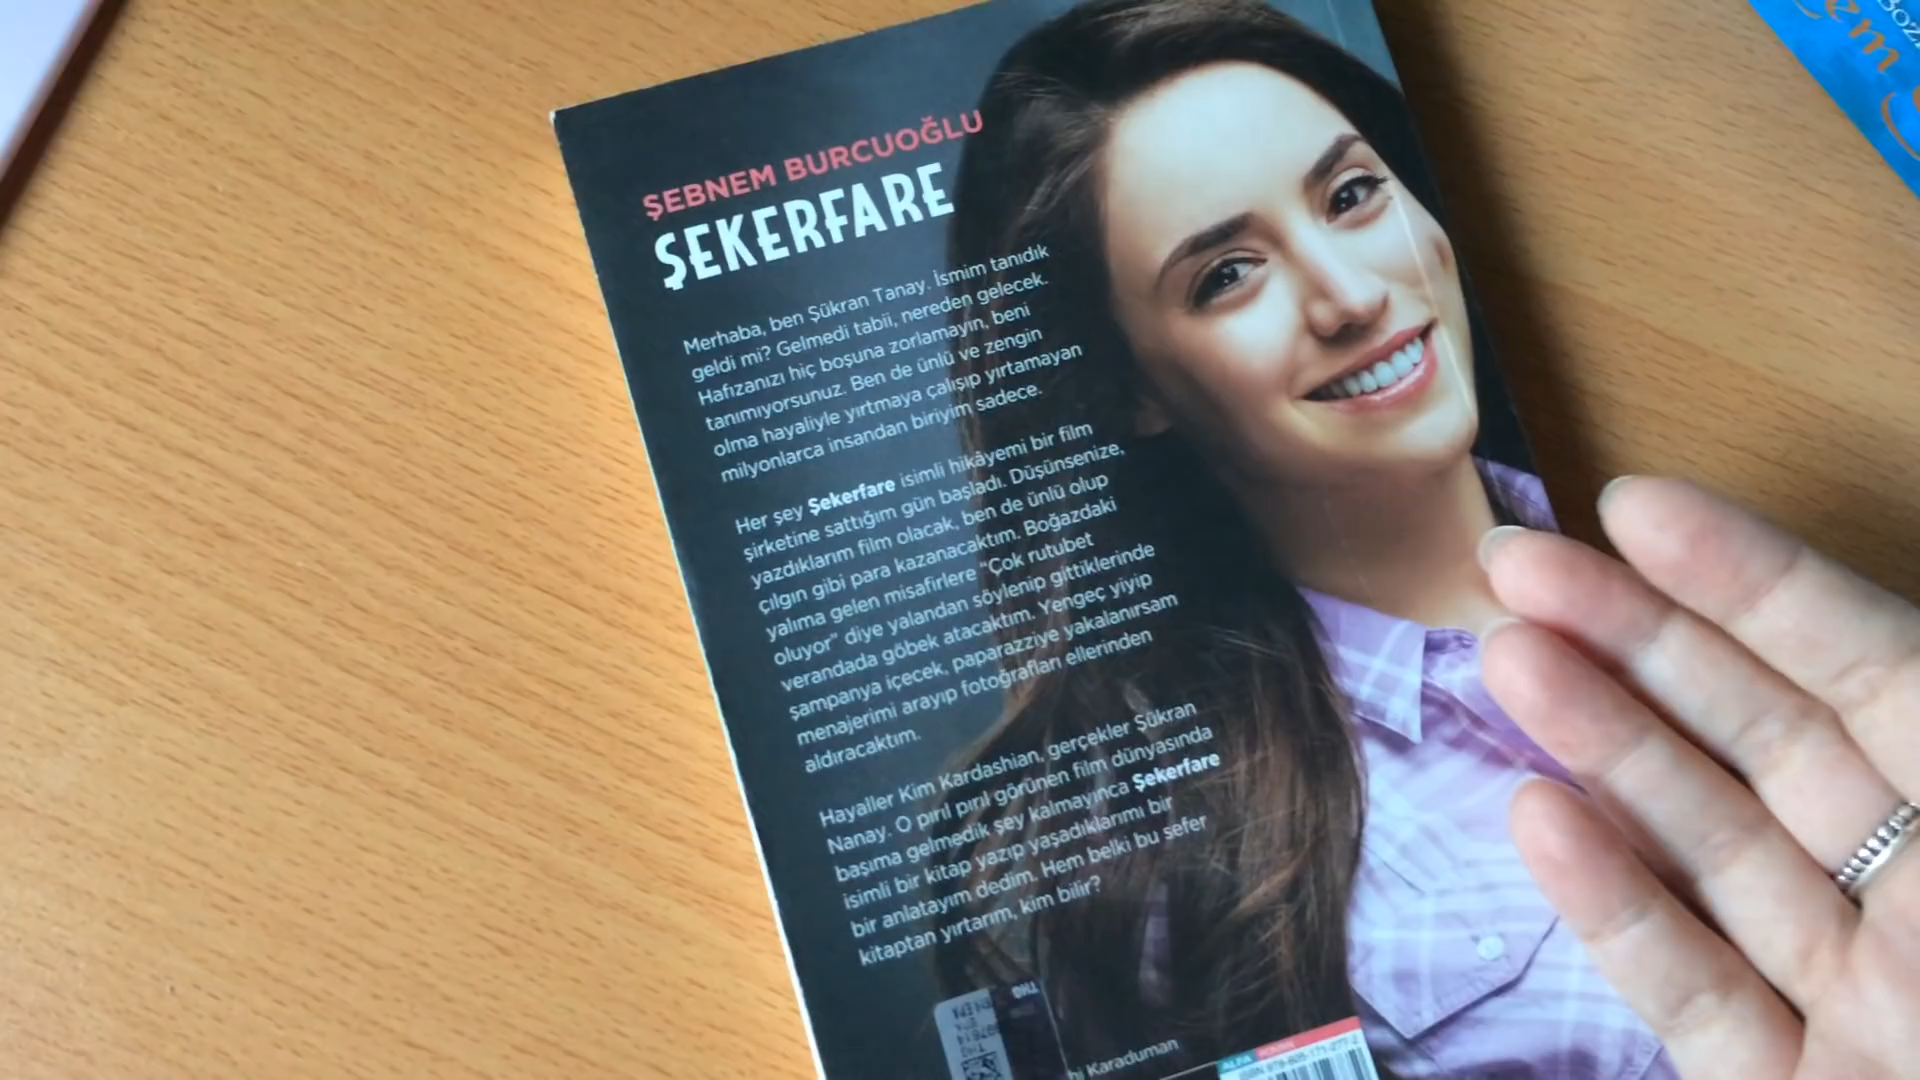 ŞEBNEM BURCUOĞLU
ŞEKERFARE
Merhaba, ben Şükran Tanay. İsmim tanıdık
geldi mi? Gelmedi tabii, nereden gelecek.
Hafızanızı hiç boşuna zorlamayın, beni
tanımıyorsunuz. Ben de ünlü ve zengin
olma hayaliyle yırtmaya çalışıp yırtamayan
milyonlarca insandan biriyim sadece.
Her şey Şekerfare isimli hikâyemi bir film
şirketine sattığım gün başladı. Düşünsenize,
yazdıklarım film olacak, ben de ünlü olup
çılgın gibi para kazanacaktım. Boğazdaki
yalıma gelen misafirlere "Çok rutubet
oluyor" diye yalandan söylenip gittiklerinde
verandada göbek atacaktım. Yengeç yiyip
şampanya içecek, paparazziye yakalanırsam
menajerimi arayıp fotoğrafları ellerinden
aldıracaktım.
Hayaller Kim Kardashian, gerçekler Şükran
Nanay. O pırıl pırıl görünen film dünyasında
başıma gelmedik şey kalmayınca Şekerfare
isimli bir kitap yazıp yaşadıklarımı bir
bir anlatayım dedim. Hem belki bu sefer
kitaptan yırtarım, kim bilir?
Karaduman
ALFA ROMAN